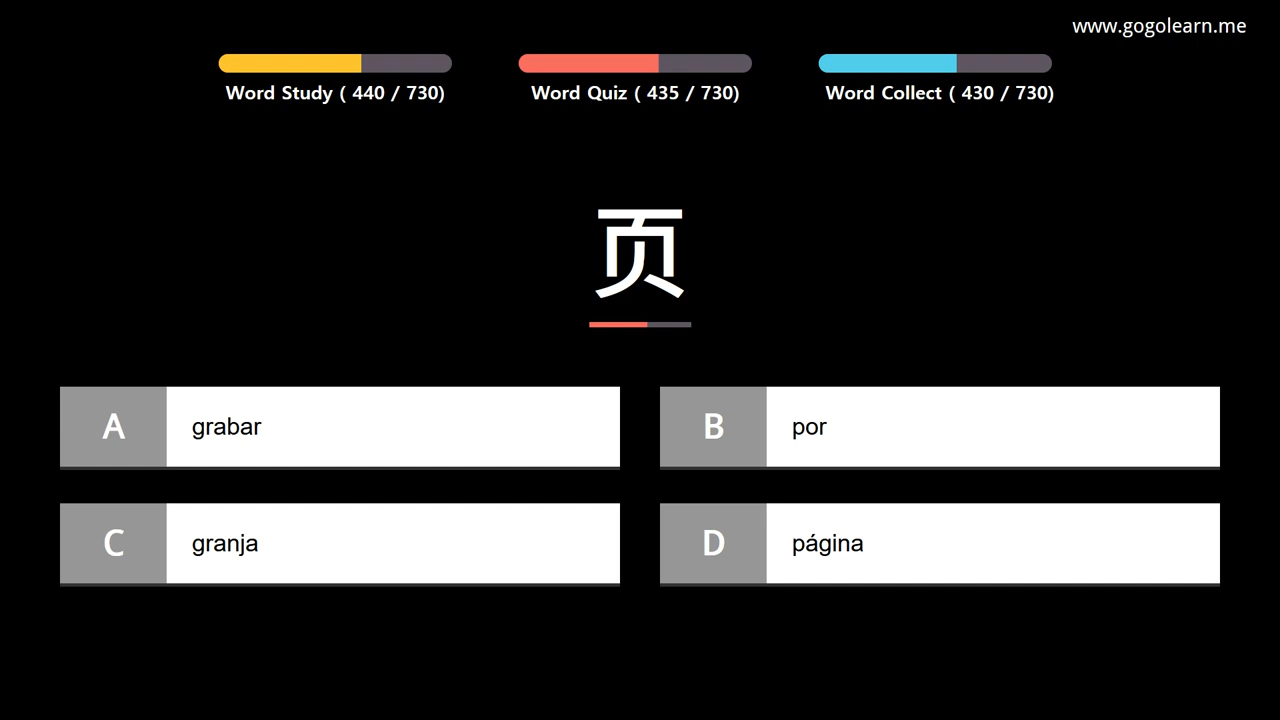 www.gogolearn.me
Word Study ( 440 / 730)
Word Quiz ( 435 / 730)
Word Collect ( 430 / 730)
页
A grabar
B por
C granja
D página